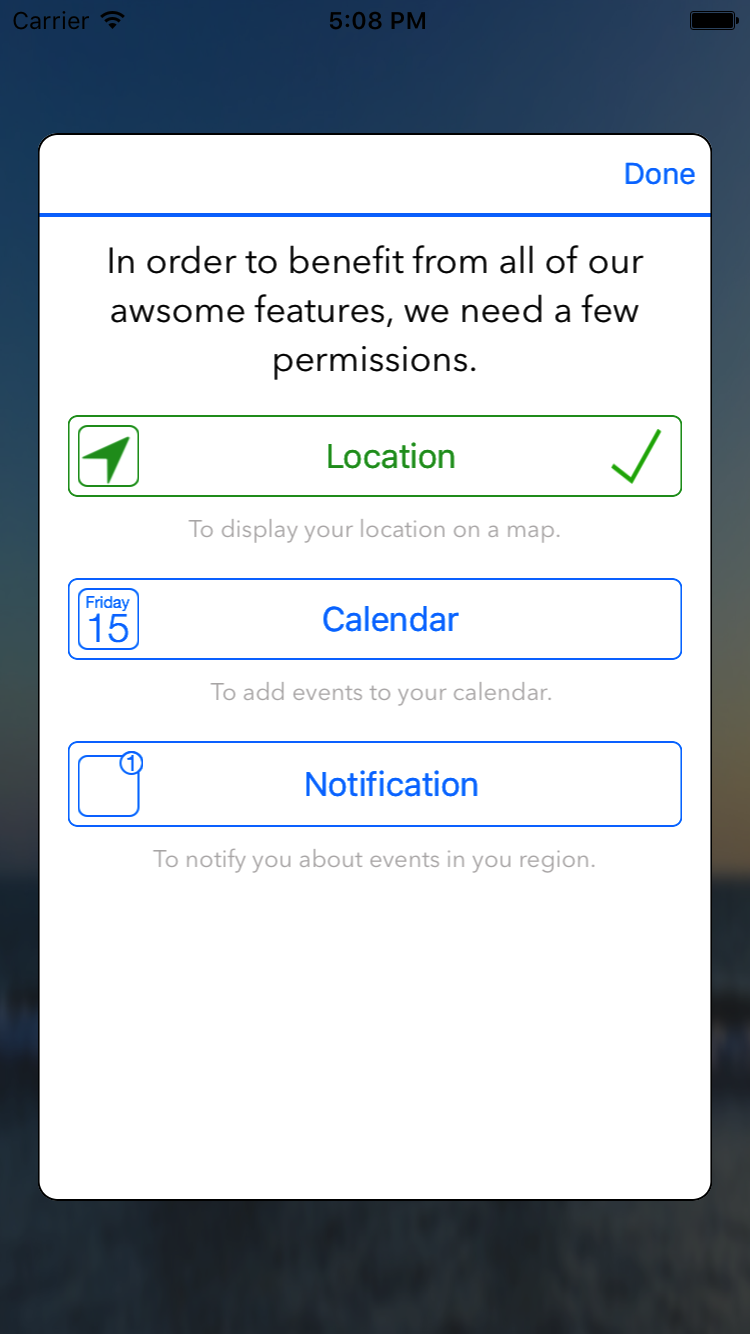 Carrier 5:08 PM
Done
In order to benefit from all of our
awsome features, we need a few
permissions.
Location
To display your location on a map.
Friday
15
Calendar
To add events to your calendar.
1
Notification
To notify you about events in you region.